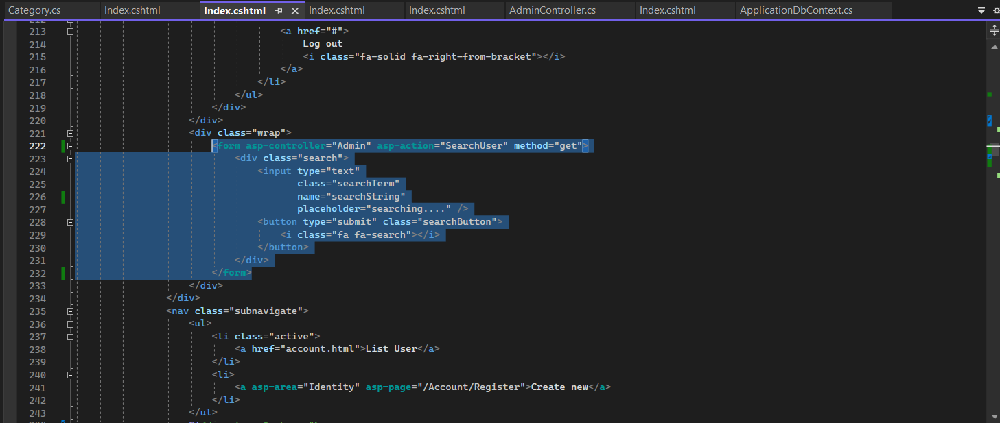 Category.cs Index.cshtml Index.cshtml Index.cshtml Index.cshtml AdminController.cs Index.cshtml ApplicationDbContext.cs
213 <a href="#">
214 Log out
215 <i class="fa-solid fa-right-from-bracket"></i>
216 </a>
217 </li>
218 </ul>
219 </div>
220 </div>
221 <div class="wrap">
222 <form asp-controller="Admin" asp-action="SearchUser" method="get">
223 <div class="search">
224 <input type="text"
225 class="searchTerm"
226 name="searchString"
227 placeholder="searching...." />
228 <button type="submit" class="searchButton">
229 <i class="fa fa-search"></i>
230 </button>
231 </div>
232 </form>
233 </div>
234 </div>
235 <nav class="subnavigate">
236 <ul>
237 <li class="active">
238 <a href="account.html">List User</a>
239 </li>
240 <li>
241 <a asp-area="Identity" asp-page="/Account/Register">Create new</a>
242 </li>
243 </ul>